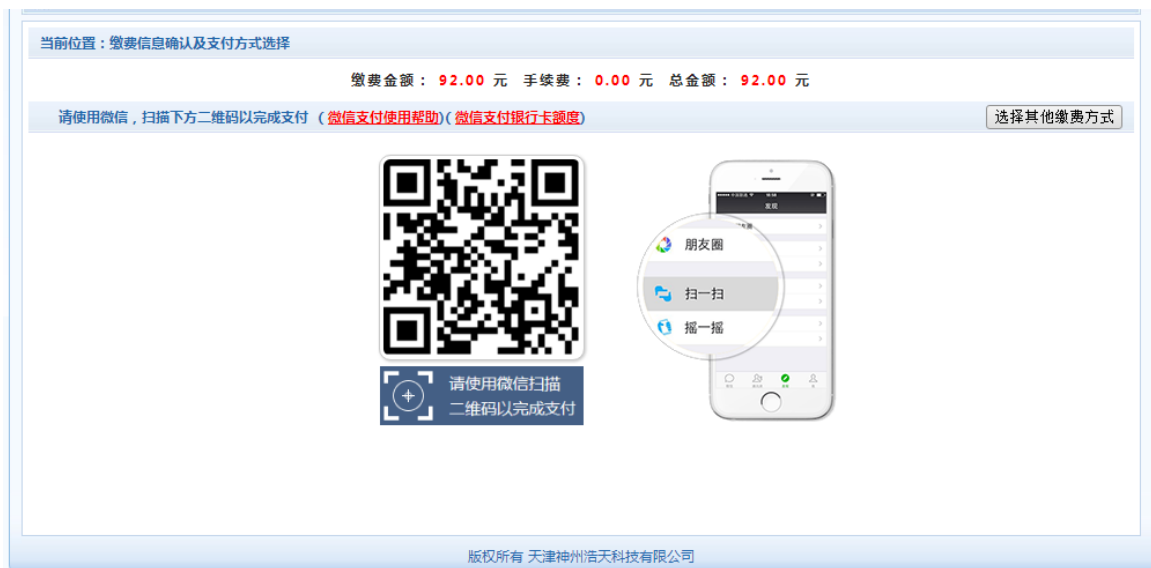 当前位置：缴费信息确认及支付方式选择
缴费金额： 92.00 元 手续费： 0.00 元 总金额： 92.00 元
请使用微信，扫描下方二维码以完成支付 （微信支付使用帮助)( 微信支付银行卡额度)
选择其他缴费方式
发现
朋友圈
扫一扫
摇一摇
请使用微信扫描
二维码以完成支付
版权所有 天津神州浩天科技有限公司